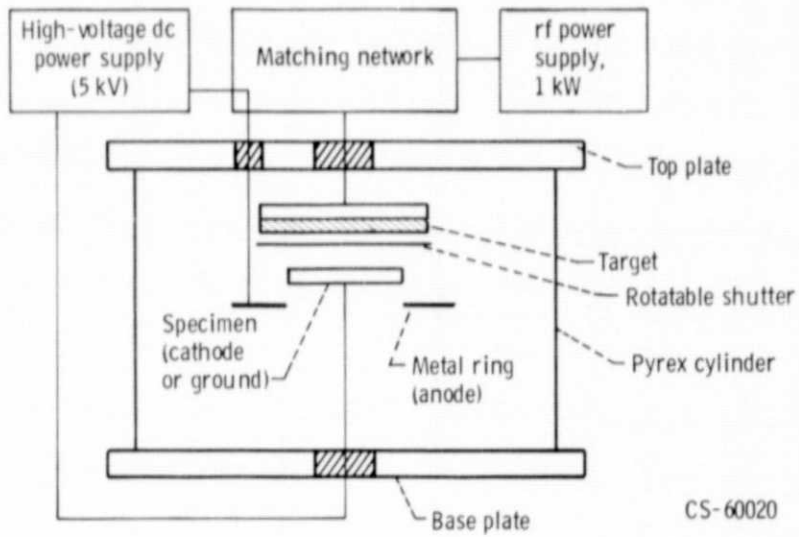 High-voltage dc
power supply
(5 kV)
Matching network
rf power
supply,
1 kW
Top plate
Target
Rotatable shutter
Specimen
(cathode
or ground)
Metal ring
(anode)
Pyrex cylinder
Base plate
CS-60020